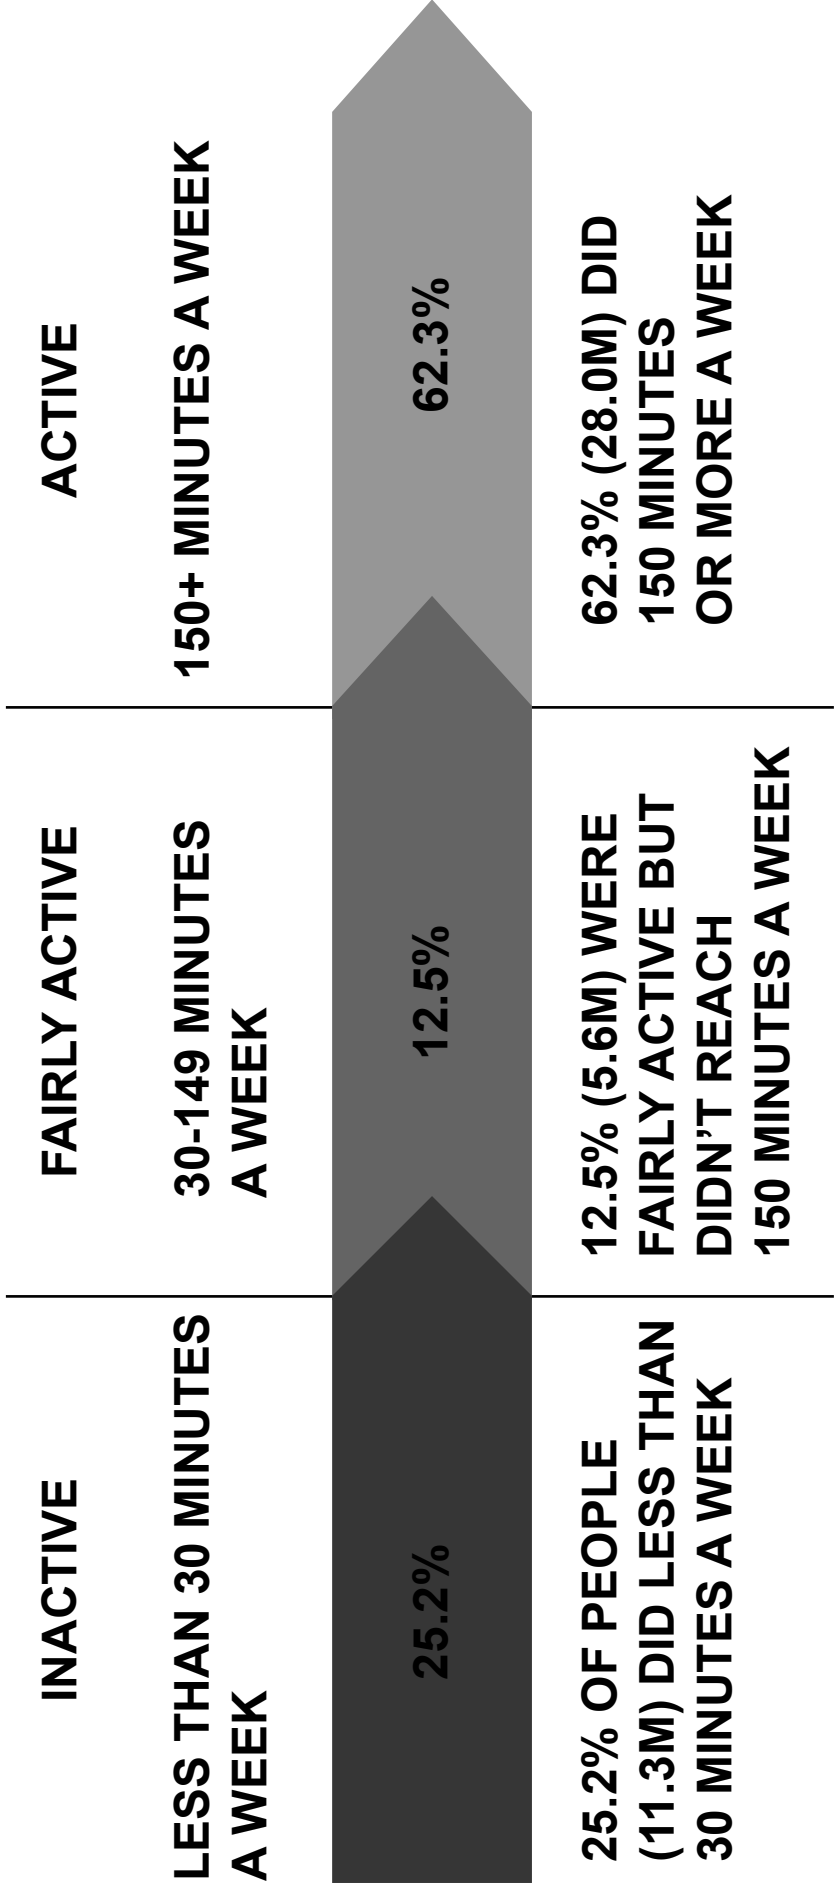 INACTIVE
LESS THAN 30 MINUTES
A WEEK
25.2%
25.2% OF PEOPLE
(11.3M) DID LESS THAN
30 MINUTES A WEEK
FAIRLY ACTIVE
30-149 MINUTES
A WEEK
12.5%
12.5% (5.6M) WERE
FAIRLY ACTIVE BUT
DIDN’T REACH
150 MINUTES A WEEK
ACTIVE
150+ MINUTES A WEEK
62.3%
62.3% (28.0M) DID
150 MINUTES
OR MORE A WEEK